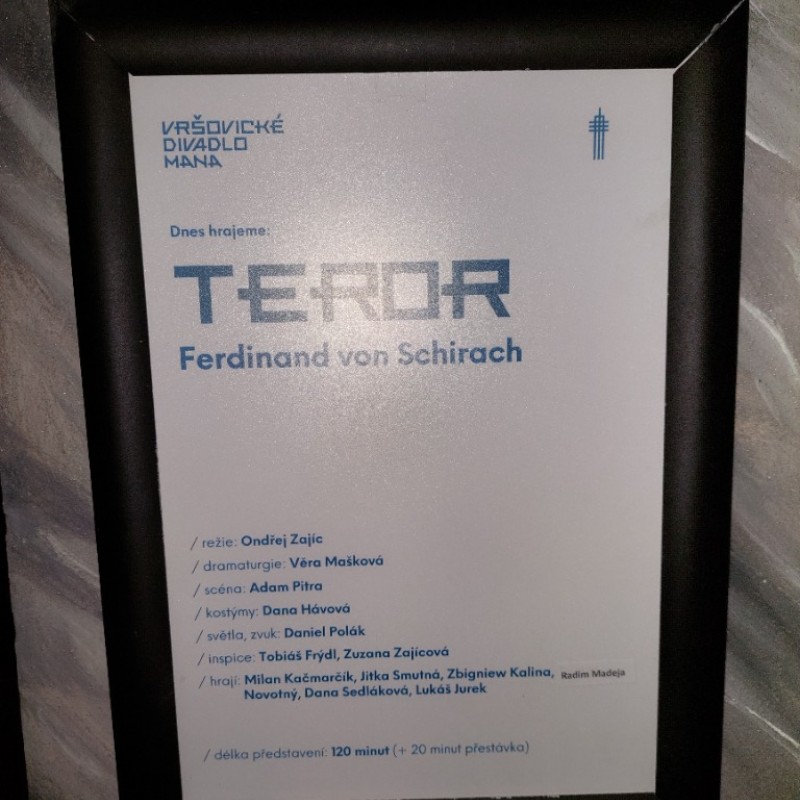 VRŠOVICKÉ
DIVADLO
MANA
Dnes hrajeme:
TEROR
Ferdinand von Schirach
/ režie: Ondřej Zajíc
/ dramaturgie: Věra Mašková
/ scéna: Adam Pitra
/ kostýmy: Dana Hávová
/ světla, zvuk: Daniel Polák
/ inspice: Tobiáš Frýdl, Zuzana Zajícová
/ hrají: Milan Kačmarčík, Jitka Smutná, Zbigniew Kalina, Radim Madeja
Novotný, Dana Sedláková, Lukáš Jurek
/ délka představení: 120 minut (+ 20 minut přestávka)